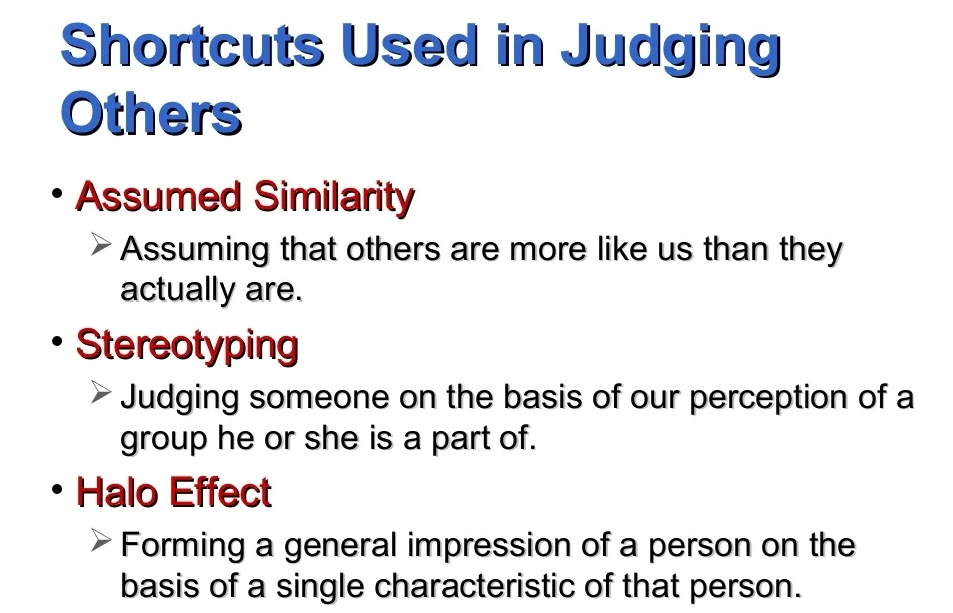 Shortcuts Used in Judging
Others
• Assumed Similarity
➢ Assuming that others are more like us than they
actually are.
• Stereotyping
➢ Judging someone on the basis of our perception of a
group he or she is a part of.
• Halo Effect
➢ Forming a general impression of a person on the
basis of a single characteristic of that person.